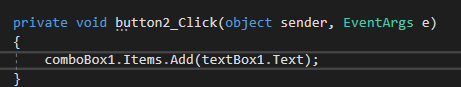 private void button2_Click(object sender, EventArgs e)
{
comboBox1.Items.Add(textBox1.Text);
}